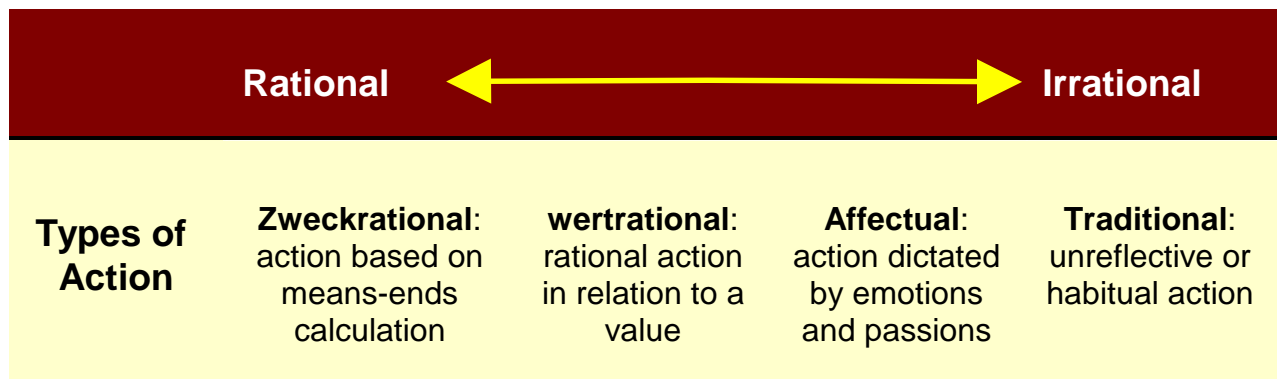 Rational
Irrational
Types of
Action
Zweckrational:
action based on
means-ends
calculation
wertrational:
rational action
in relation to a
value
Affectual:
action dictated
by emotions
and passions
Traditional:
unreflective or
habitual action